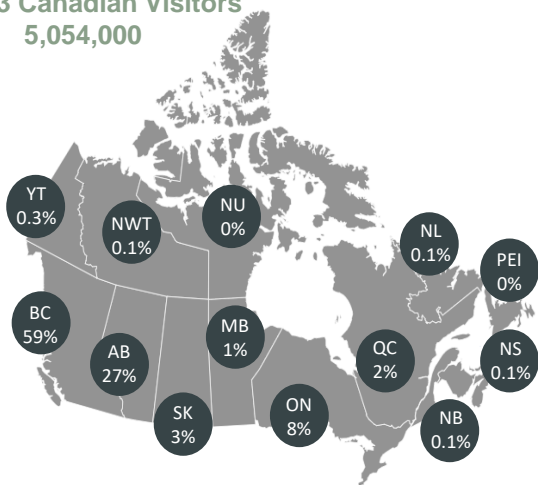 3 Canadian Visitors
5,054,000
YT
0.3%
NWT
0.1%
NU
0%
NL
0.1%
PEI
0%
BC
59%
AB
27%
MB
1%
QC
2%
NS
0.1%
SK
3%
ON
8%
NB
0.1%